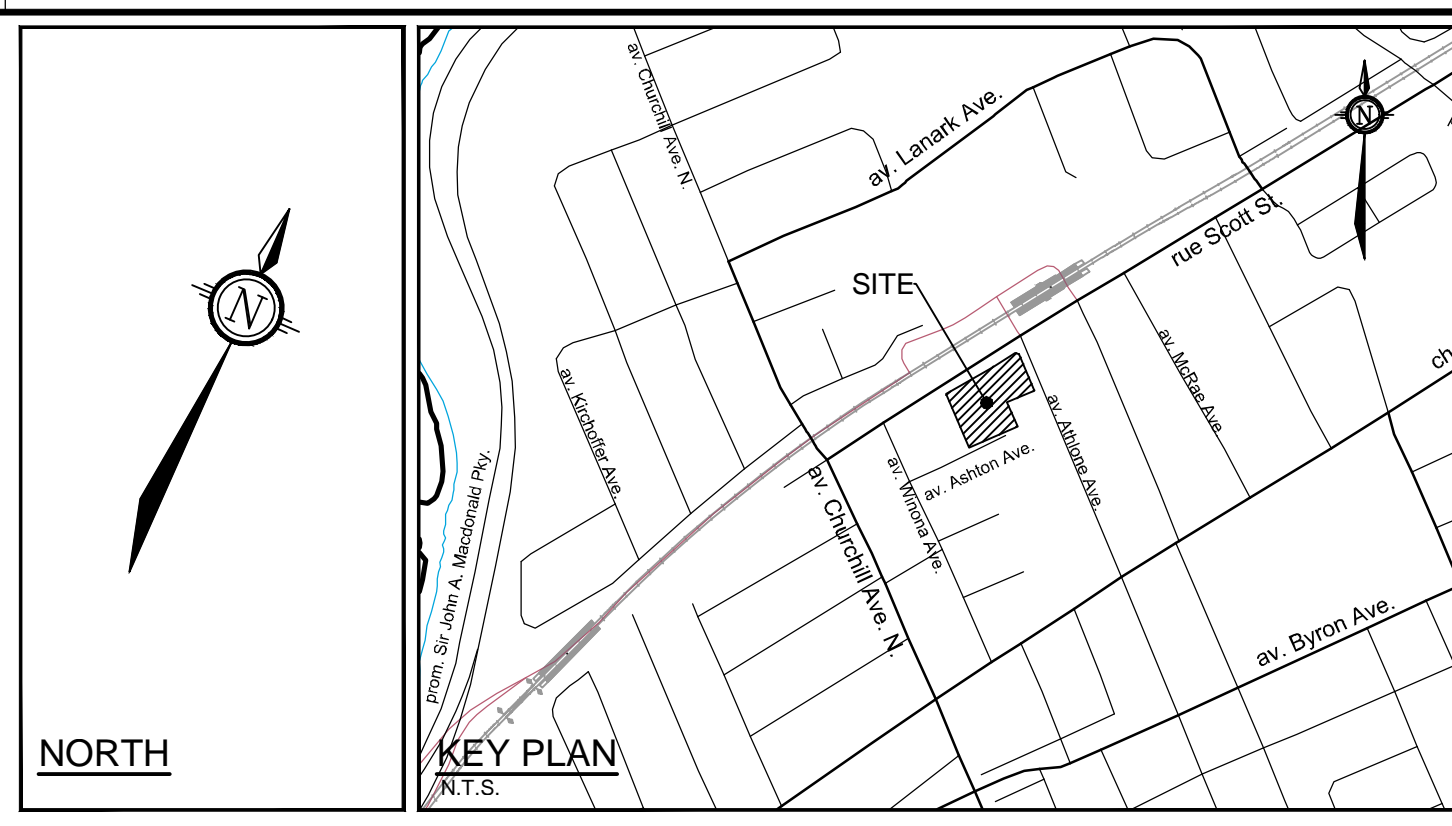 N
NORTH
av. Churchill Ave. N.
av. Lanark Ave.
N
rue Scott St.
SITE
av. McRae Ave.
ch
av. Kirchoffer Ave.
av. Athlone Ave.
av. Ashton Ave.
av. Winona Ave.
av. Churchill Ave. N.
prom. Sir John A. Macdonald Pky.
av. Byron Ave.
KEY PLAN
N.T.S.